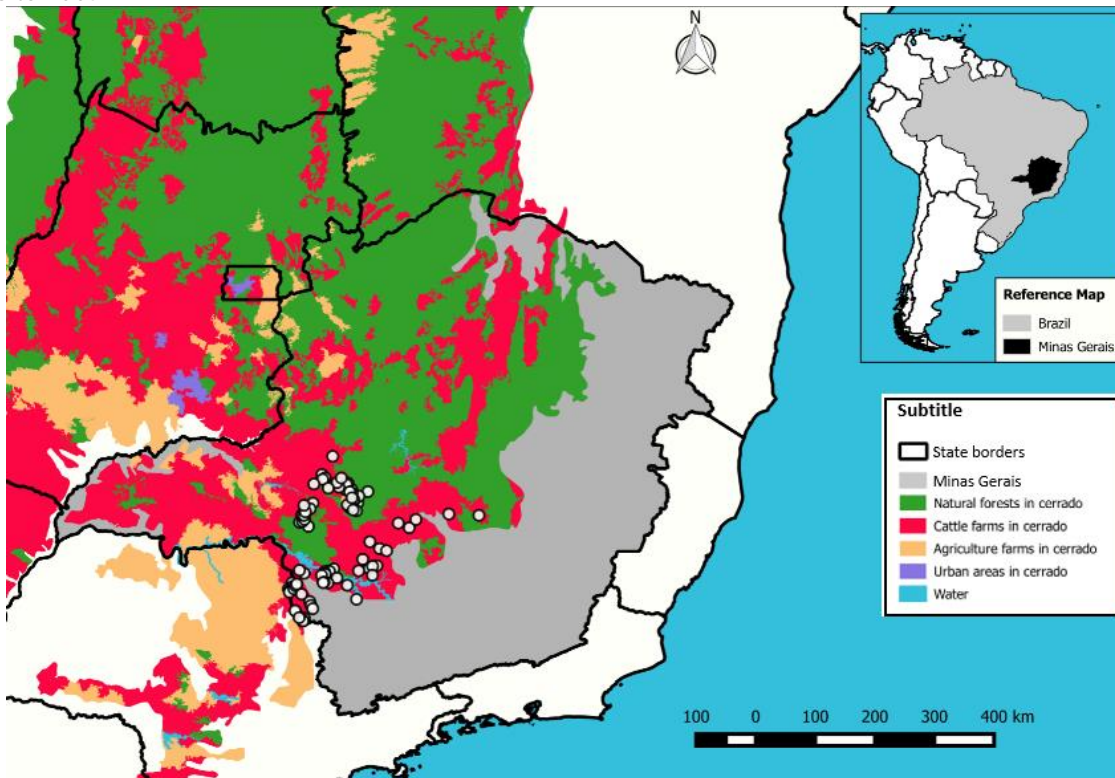 N
Reference Map
Brazil
Minas Gerais
Subtitle
State borders
Minas Gerais
Natural forests in cerrado
Cattle farms in cerrado
Agriculture farms in cerrado
Urban areas in cerrado
Water
100 0 100 200 300 400 km